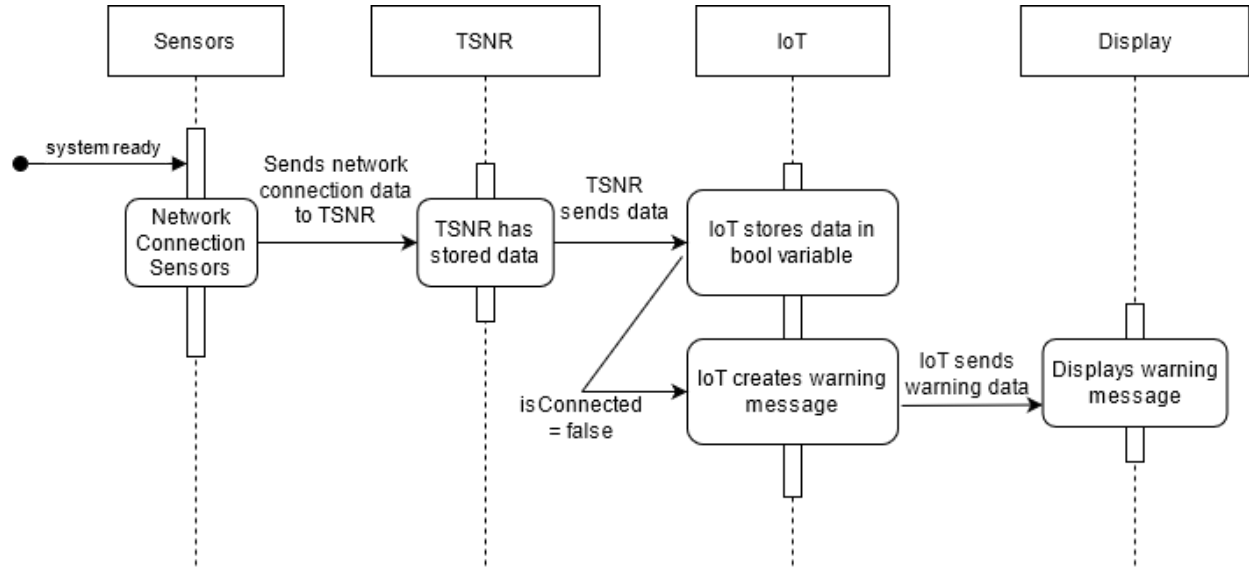 Sensors
TSNR
IoT
Display
system ready
Sends network
connection data
to TSNR
TSNR
sends data
Network
Connection
Sensors
TSNR has
stored data
IoT stores data in
bool variable
isConnected
= false
IoT creates warning
message
IoT sends
warning data
Displays warning
message